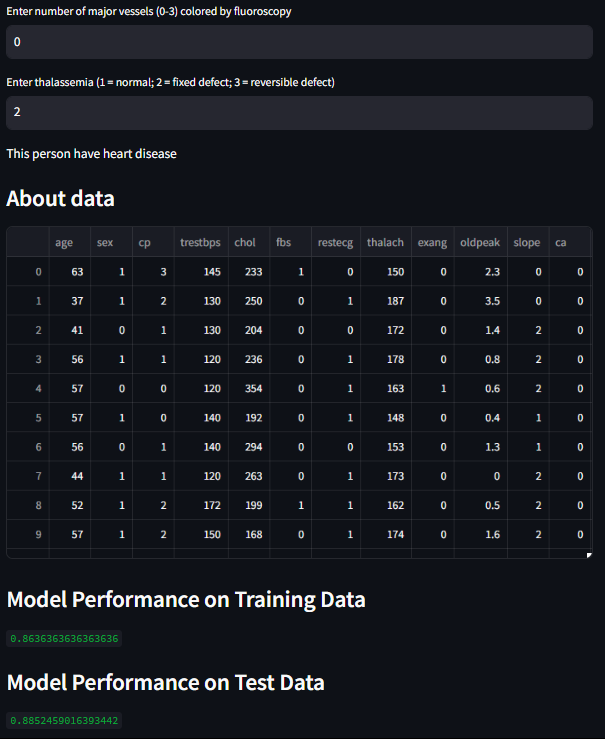 Enter number of major vessels (0-3) colored by fluoroscopy
0
Enter thalassemia (1 = normal; 2 = fixed defect; 3 = reversible defect)
2
This person have heart disease
About data
age sex cp trestbps chol fbs restecg thalach exang oldpeak slope ca
0 63 1 3 145 233 1 0 150 0 2.3 0 0
1 37 1 2 130 250 0 1 187 0 3.5 0 0
2 41 0 1 130 204 0 0 172 0 1.4 2 0
3 56 1 1 120 236 0 1 178 0 0.8 2 0
4 57 0 0 120 354 0 1 163 1 0.6 2 0
5 57 1 0 140 192 0 1 148 0 0.4 1 0
6 56 0 1 140 294 0 0 153 0 1.3 1 0
7 44 1 1 120 263 0 1 173 0 0 2 0
8 52 1 2 172 199 1 1 162 0 0.5 2 0
9 57 1 2 150 168 0 1 174 0 1.6 2 0
Model Performance on Training Data
0.8636363636363636
Model Performance on Test Data
0.8852459016393442